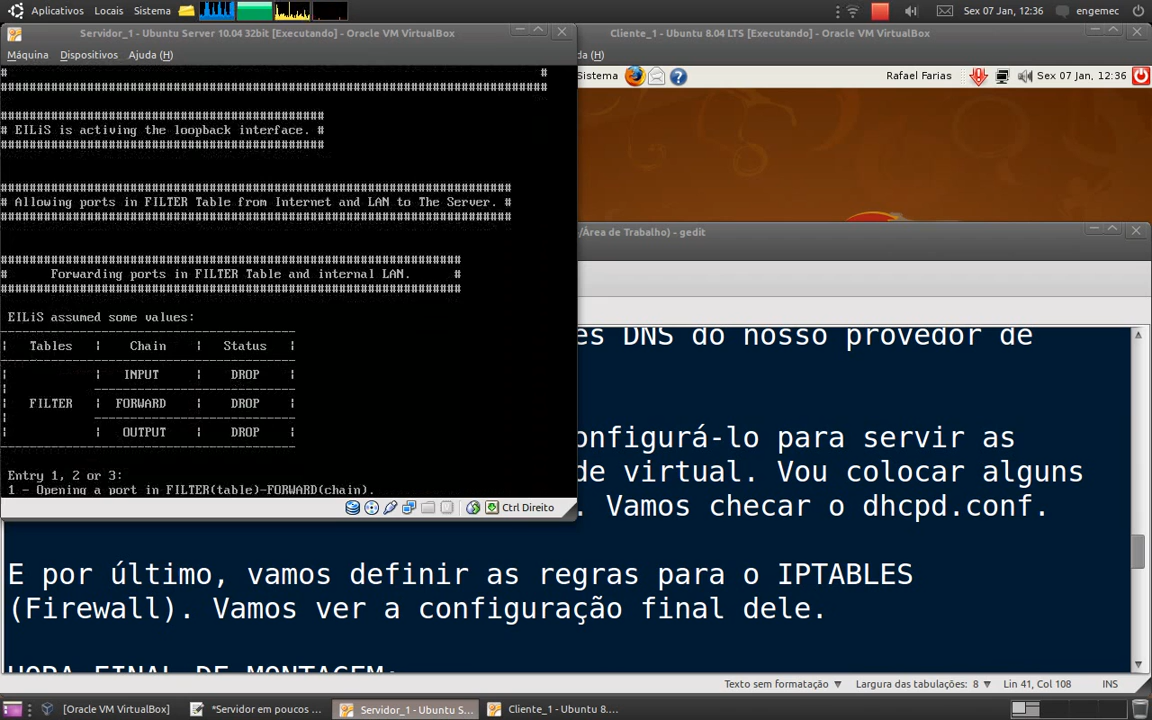 Aplicativos Locais Sistema
Sex 07 Jan, 12:36 engemec
Servidor_1 - Ubuntu Server 10.04 32bit [Executando] - Oracle VM VirtualBox
Cliente_1 - Ubuntu 8.04 LTS [Executando] - Oracle VM VirtualBox
Máquina Dispositivos Ajuda (H)
da (H)
Sistema
Rafael Farias Sex 07 Jan, 12:36
# #
############################################################################
#############################################
# EILiS is activing the loopback interface. #
#############################################
#######################################################################
# Allowing ports in FILTER Table from Internet and LAN to The Server. #
#######################################################################
################################################################
# Forwarding ports in FILTER Table and internal LAN. #
################################################################
EILiS assumed some values:
----------------------------------------
¦ Tables ¦ Chain ¦ Status ¦
----------------------------------------
¦ ¦ INPUT ¦ DROP ¦
¦ ----------------------------
¦ FILTER ¦ FORWARD ¦ DROP ¦
¦ ----------------------------
¦ ¦ OUTPUT ¦ DROP ¦
----------------------------------------
Entry 1, 2 or 3:
1 - Opening a port in FILTER(table)-FORWARD(chain).
Ctrl Direito
/Área de Trabalho) - gedit
es DNS do nosso provedor de
onfigurá-lo para servir as
de virtual. Vou colocar alguns
. Vamos checar o dhcpd.conf.
E por último, vamos definir as regras para o IPTABLES
(Firewall). Vamos ver a configuração final dele.
HORA FINAL DE MONTAGEM:
Texto sem formatação Largura das tabulações: 8 Lin 41, Col 108 INS
[Oracle VM VirtualBox] *Servidor em poucos ... Servidor_1 - Ubuntu S... Cliente_1 - Ubuntu 8....